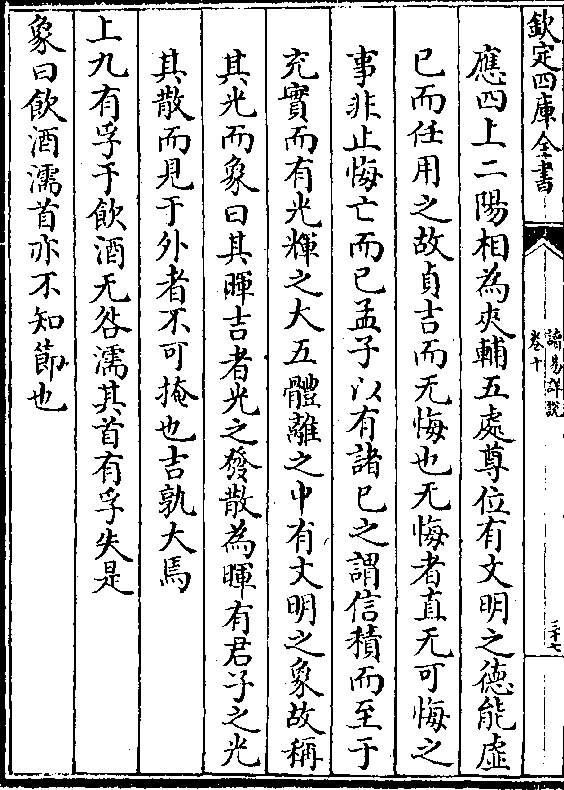 欽定四庫全書
讀易詳説
卷十
三十七
應四上二陽相為夾輔五處尊位有文明之德能虛
已而任用之故貞吉而无悔也无悔者直无可悔之
事非止悔亡而已孟子以有諸已之謂信積而至于
充實而有光輝之大五體離之中有文明之象故稱
其光而象曰其暉吉者光之發散為暉有君子之光
其散而見于外者不可掩也吉孰大焉
上九有孚于飲酒无咎濡其首有孚失是
象曰飲酒濡首亦不知節也